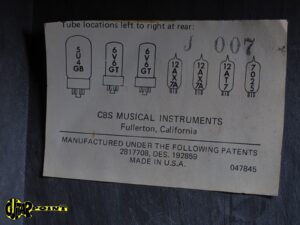 Tube locations left to right at rear:
J 007
5U4GB 6V6GT 6V6GT 12AX7A 12AX7A 12AT7 7025
CBS MUSICAL INSTRUMENTS
Fullerton, California
MANUFACTURED UNDER THE FOLLOWING PATENTS
2817708, DES. 192859
MADE IN U.S.A.
047845
POINT